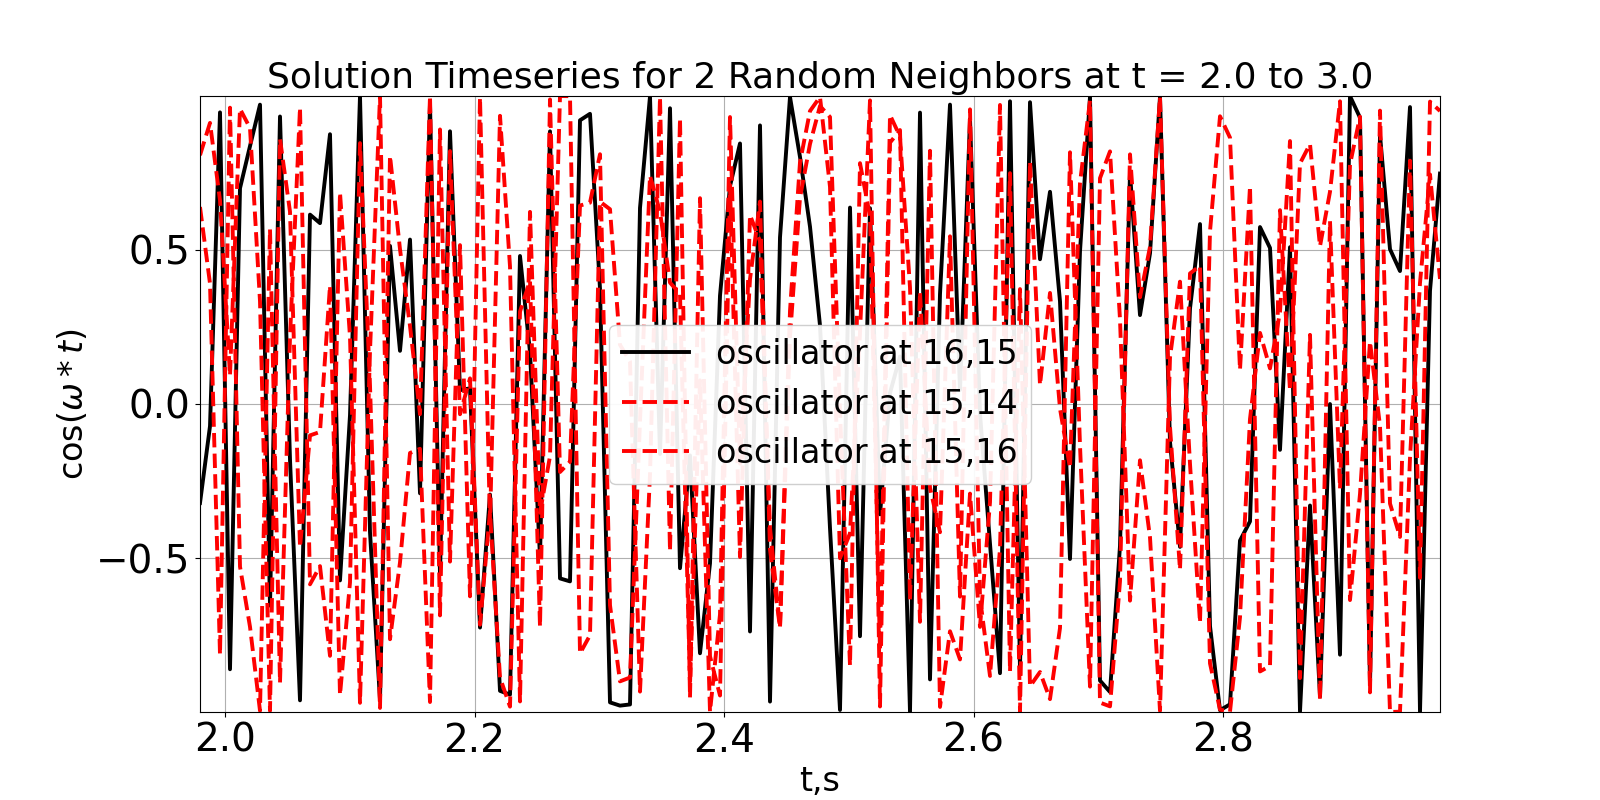 Solution Timeseries for 2 Random Neighbors at t = 2.0 to 3.0
0.5
0.0
−0.5
cos(ω * t)
oscillator at 16,15
oscillator at 15,14
oscillator at 15,16
2.0 2.2 2.4 2.6 2.8
t,s